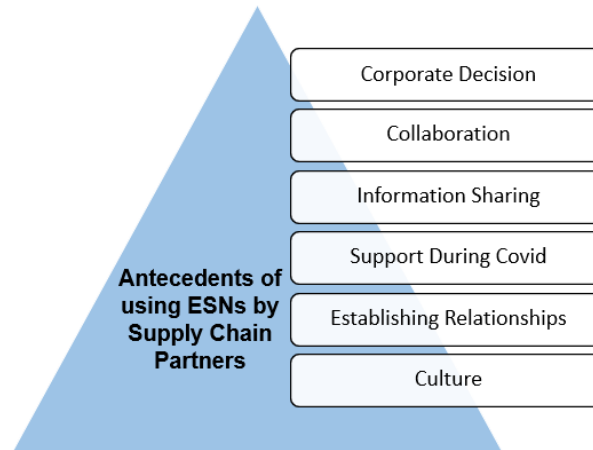 Corporate Decision
Collaboration
Information Sharing
Support During Covid
Establishing Relationships
Culture
Antecedents of
using ESNs by
Supply Chain
Partners